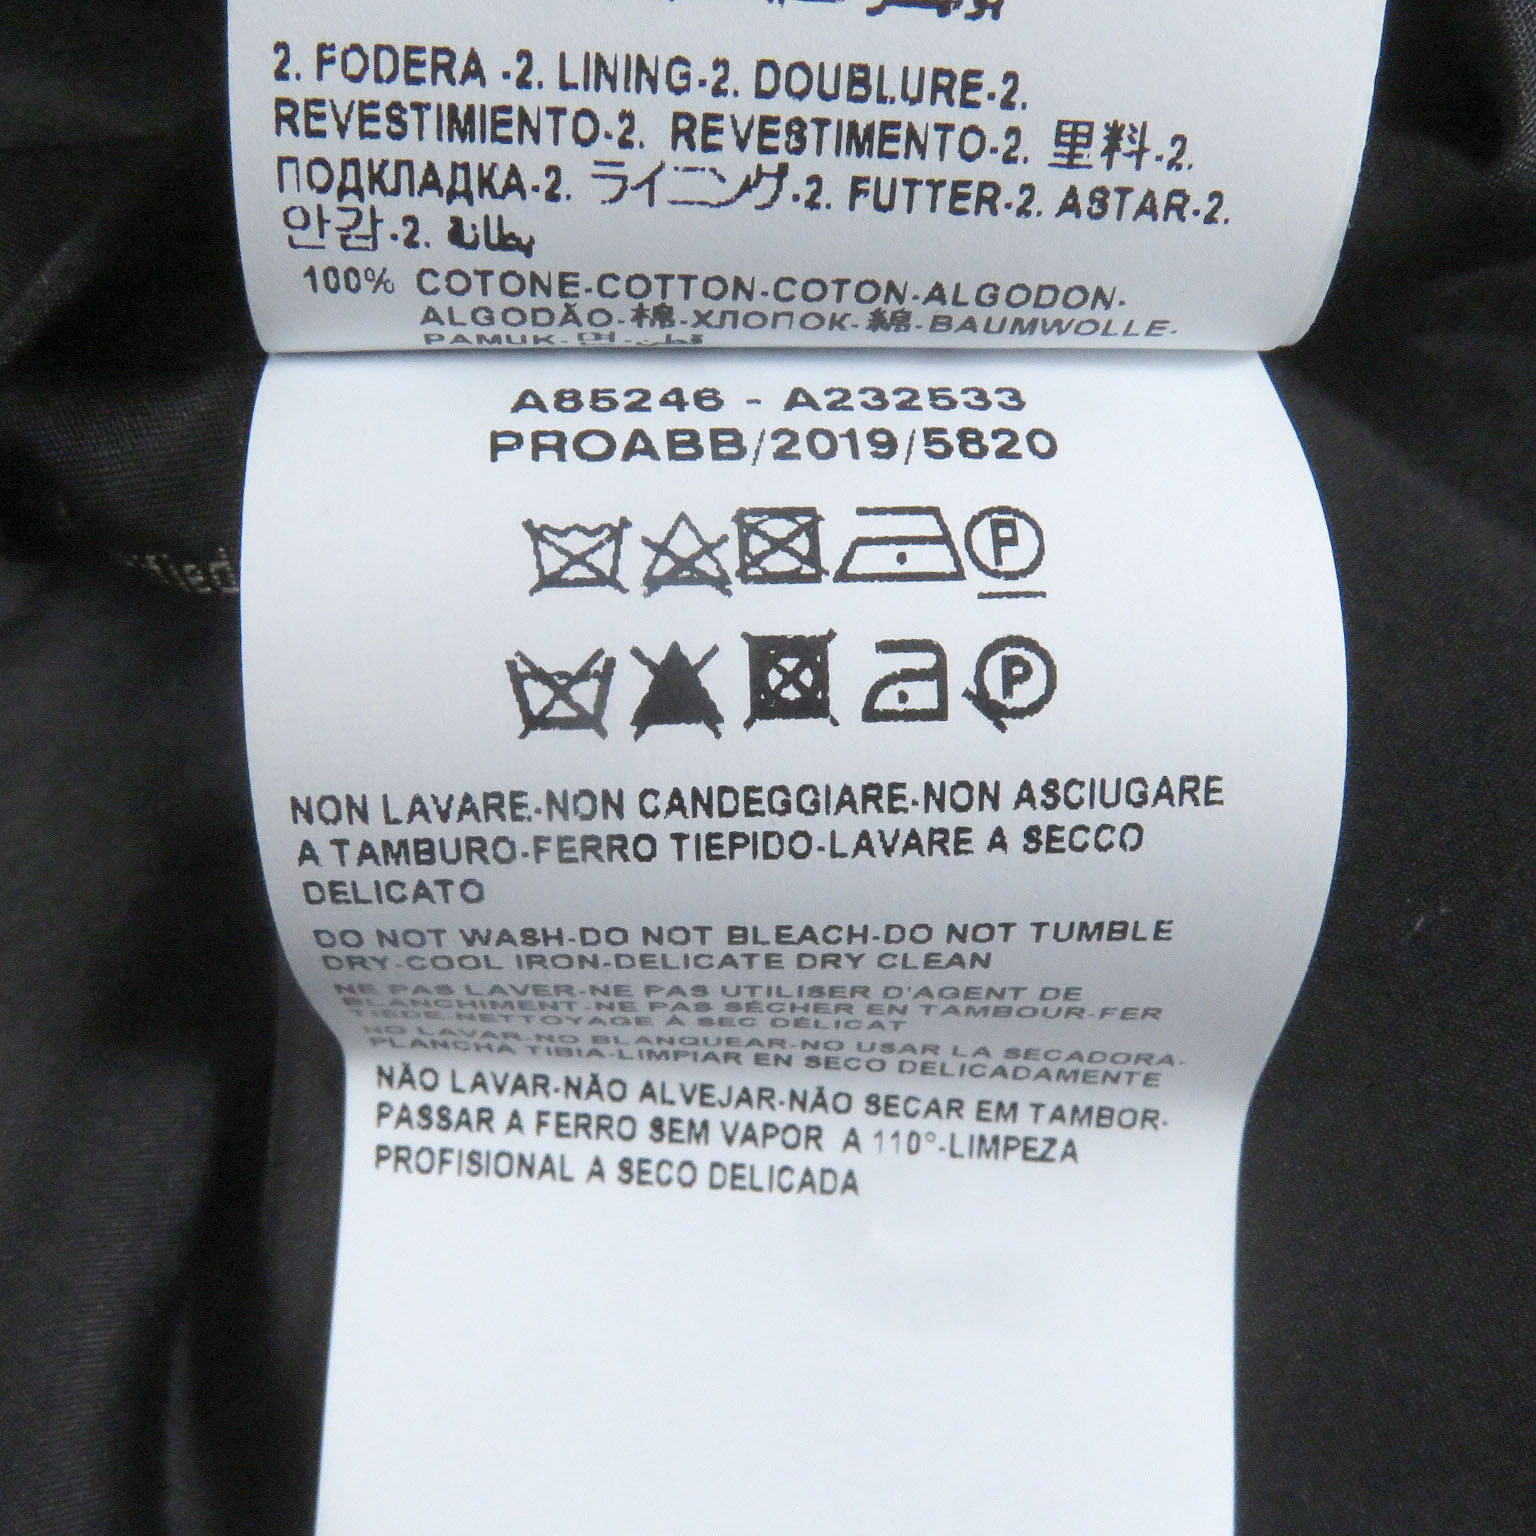 2. FODERA -2. LINING-2. DOUBLURE-2.
REVESTIMIENTO-2. REVESTIMENTO-2. 里料-2.
ПОДКЛАДКА-2. ライニング-2. FUTTER-2. ASTAR-2.
안감-2. بطانة
100% COTONE-COTTON-COTON-ALGODON-
ALGODÃO-棉-ХЛОПОК-綿-BAUMWOLLE-
PAMUK-면-قطن
A85246 - A232533
PROABB/2019/5820
P
P
NON LAVARE-NON CANDEGGIARE-NON ASCIUGARE
A TAMBURO-FERRO TIEPIDO-LAVARE A SECCO
DELICATO
DO NOT WASH-DO NOT BLEACH-DO NOT TUMBLE
DRY-COOL IRON-DELICATE DRY CLEAN
NE PAS LAVER-NE PAS UTILISER D'AGENT DE
BLANCHIMENT-NE PAS SÉCHER EN TAMBOUR-FER
TIÈDE-NETTOYAGE À SEC DÉLICAT
NO LAVAR-NO BLANQUEAR-NO USAR LA SECADORA-
PLANCHA TIBIA-LIMPIAR EN SECO DELICADAMENTE
NÃO LAVAR-NÃO ALVEJAR-NÃO SECAR EM TAMBOR-
PASSAR A FERRO SEM VAPOR A 110°-LIMPEZA
PROFISIONAL A SECO DELICADA